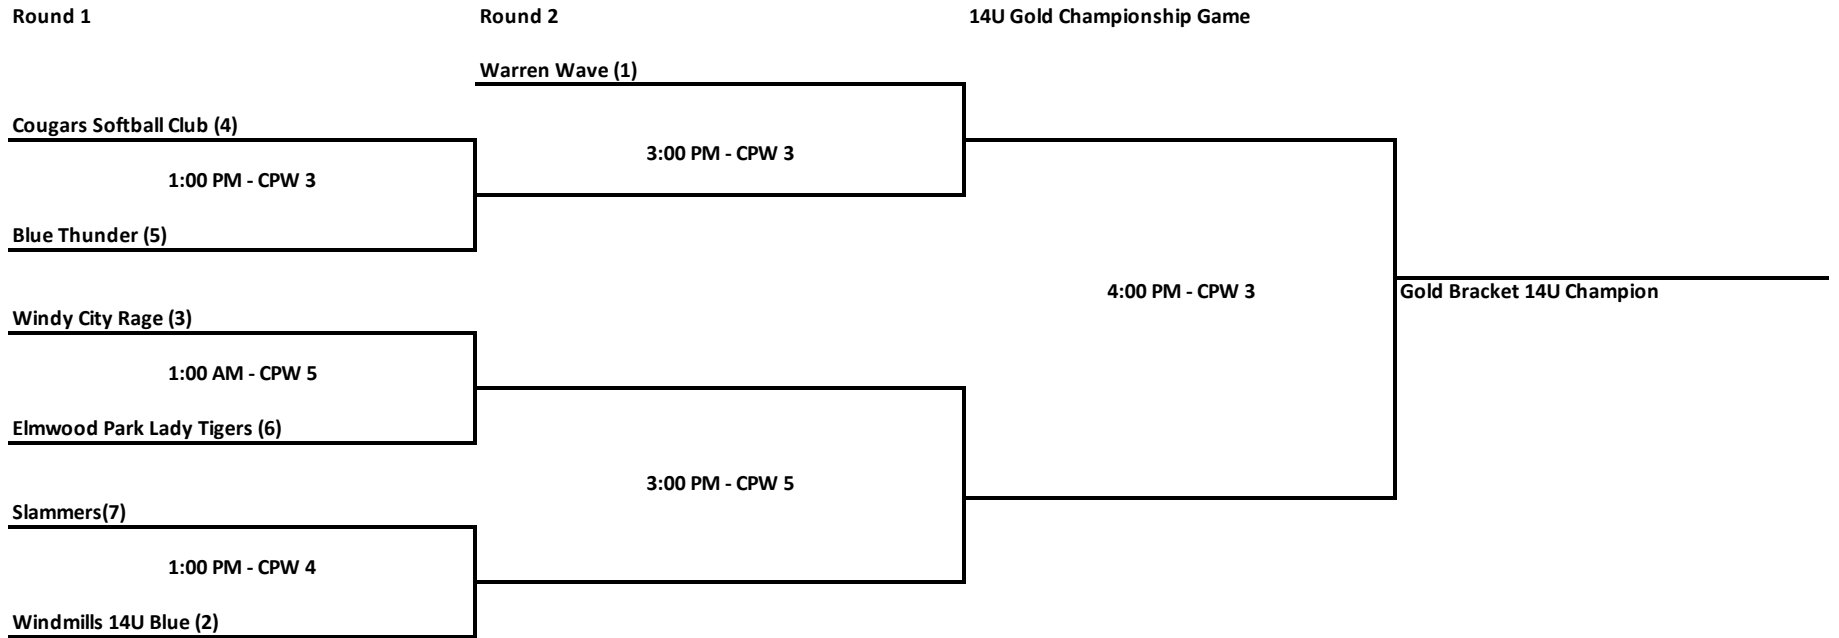 Round 1
Round 2
14U Gold Championship Game
Warren Wave (1)
Cougars Softball Club (4)
3:00 PM - CPW 3
1:00 PM - CPW 3
Blue Thunder (5)
4:00 PM - CPW 3
Gold Bracket 14U Champion
Windy City Rage (3)
1:00 AM - CPW 5
Elmwood Park Lady Tigers (6)
3:00 PM - CPW 5
Slammers(7)
1:00 PM - CPW 4
Windmills 14U Blue (2)